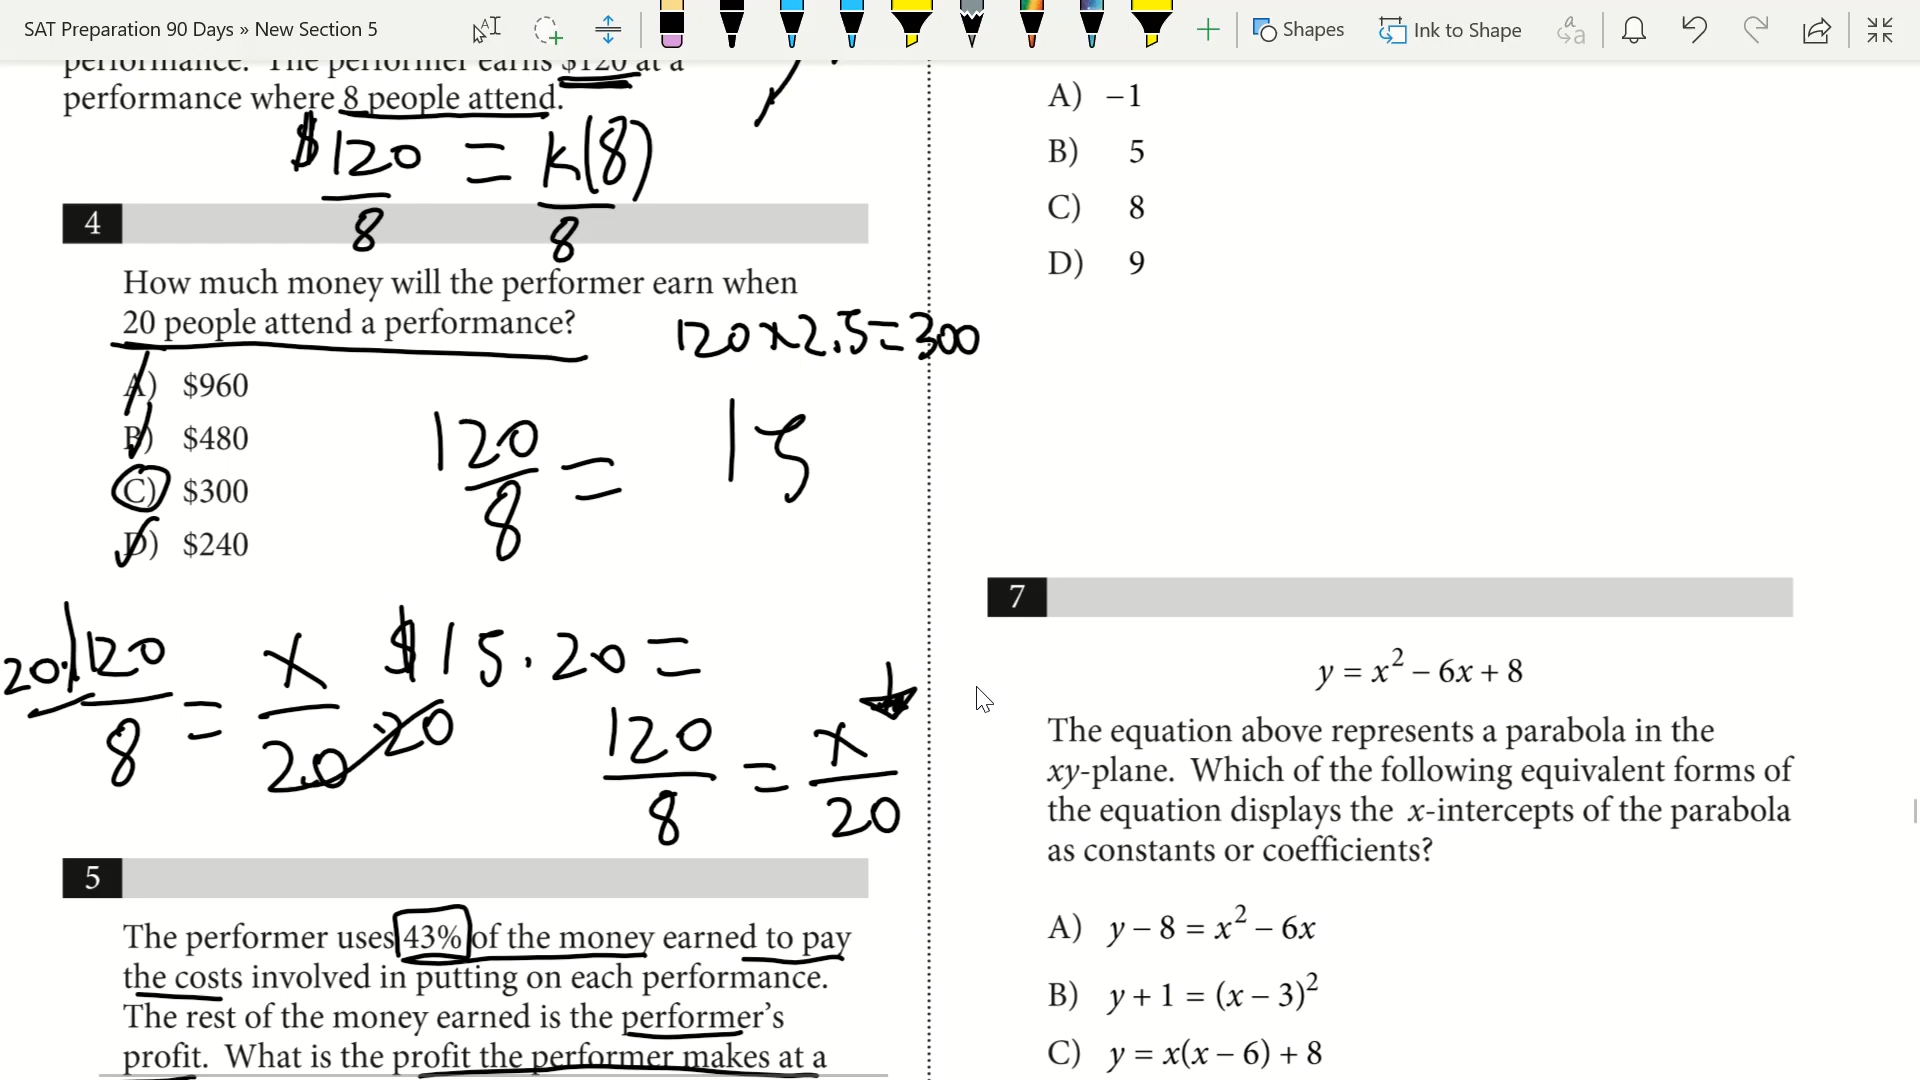 SAT Preparation 90 Days » New Section 5
Shapes
Ink to Shape
performance. The performer earns $120 at a
performance where 8 people attend.
$120 = k(8)
8 8
4
How much money will the performer earn when
20 people attend a performance?
120 x 2.5 = 300
A) $960
B) $480
C) $300
D) $240
120/8 = 15
20·120/8 = x/20 ·20
$15.20 =
120/8 = x/20
5
The performer uses 43% of the money earned to pay
the costs involved in putting on each performance.
The rest of the money earned is the performer’s
profit. What is the profit the performer makes at a
A) −1
B) 5
C) 8
D) 9
7
y = x² − 6x + 8
The equation above represents a parabola in the
xy-plane. Which of the following equivalent forms of
the equation displays the x-intercepts of the parabola
as constants or coefficients?
A) y − 8 = x² − 6x
B) y + 1 = (x − 3)²
C) y = x(x − 6) + 8